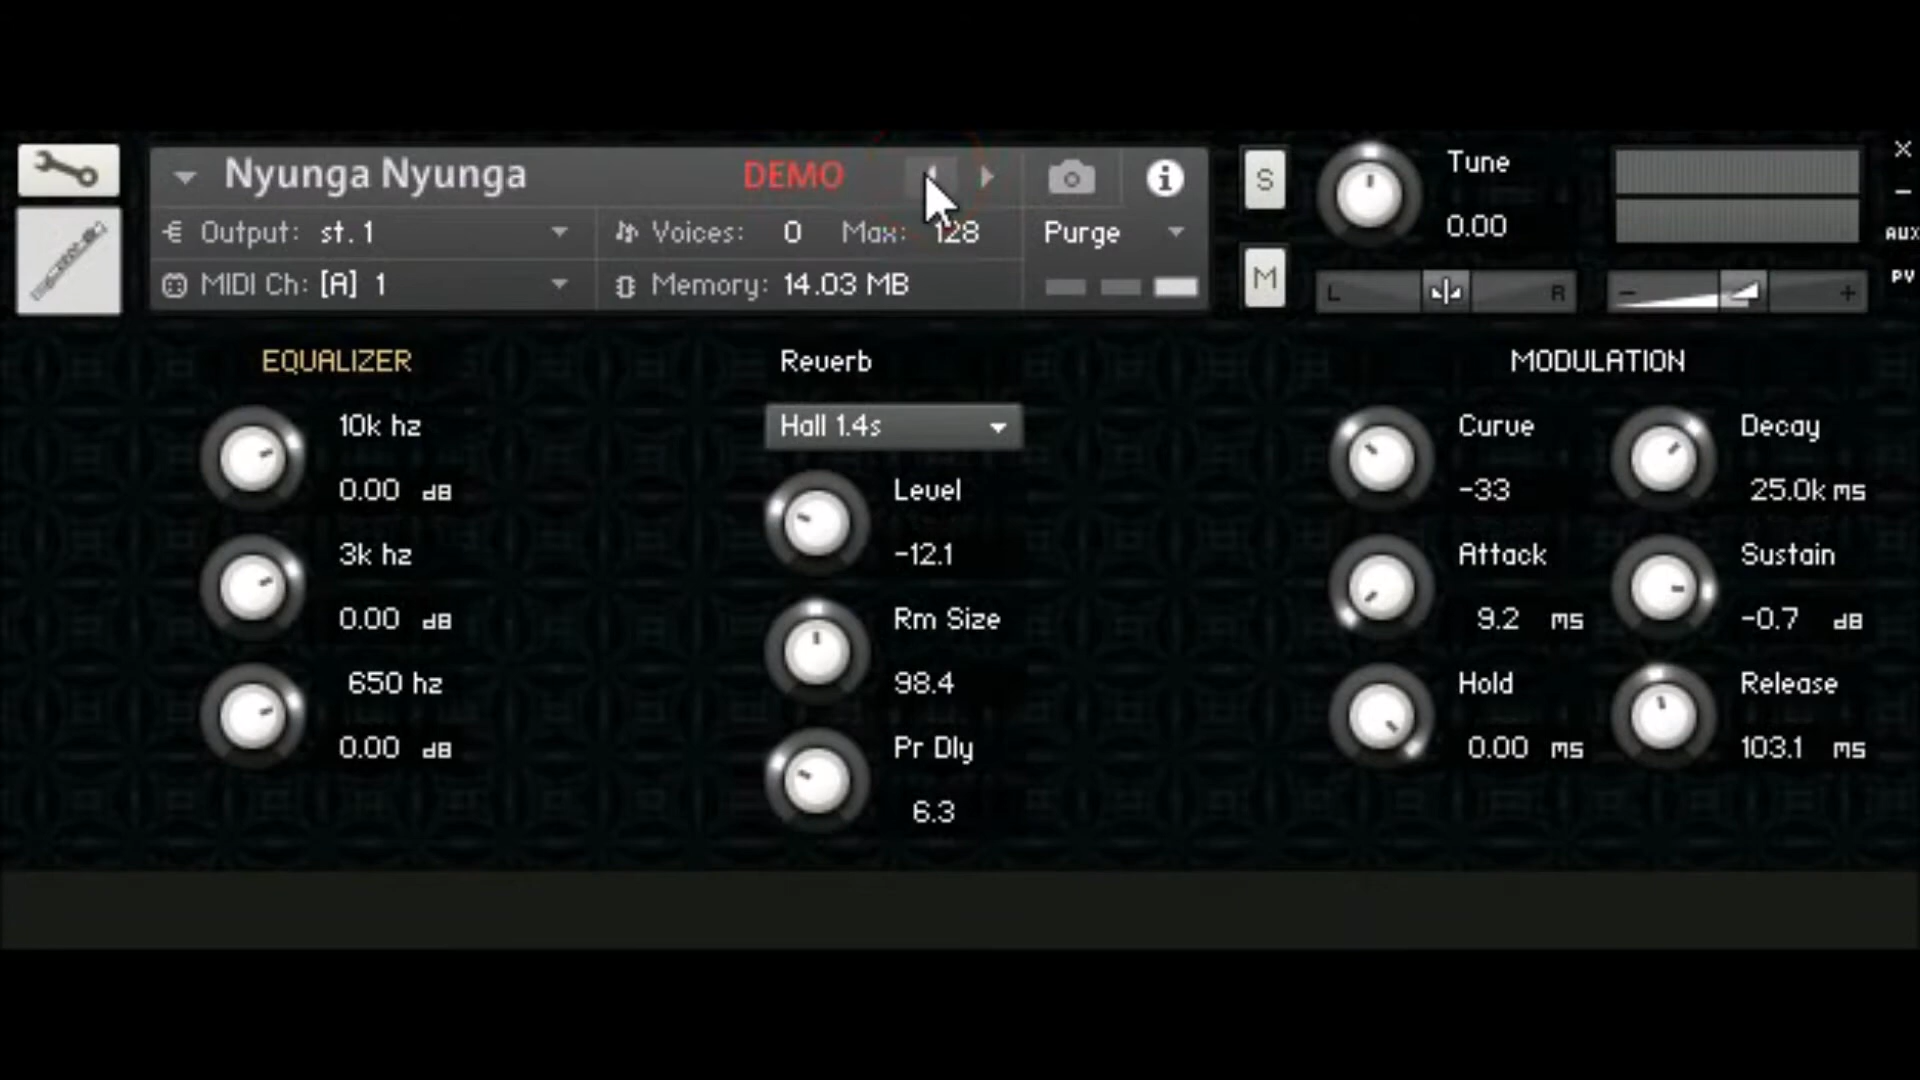 Nyunga Nyunga DEMO
Output: st. 1 Voices: 0 Max: 128 Purge
MIDI Ch: [A] 1 Memory: 14.03 MB
S
M
Tune
0.00
L R
- +
X
AUX
PV
EQUALIZER
10k hz
0.00 dB
3k hz
0.00 dB
650 hz
0.00 dB
Reverb
Hall 1.4s
Level
-12.1
Rm Size
98.4
Pr Dly
6.3
MODULATION
Curve
-33
Decay
25.0k ms
Attack
9.2 ms
Sustain
-0.7 dB
Hold
0.00 ms
Release
103.1 ms